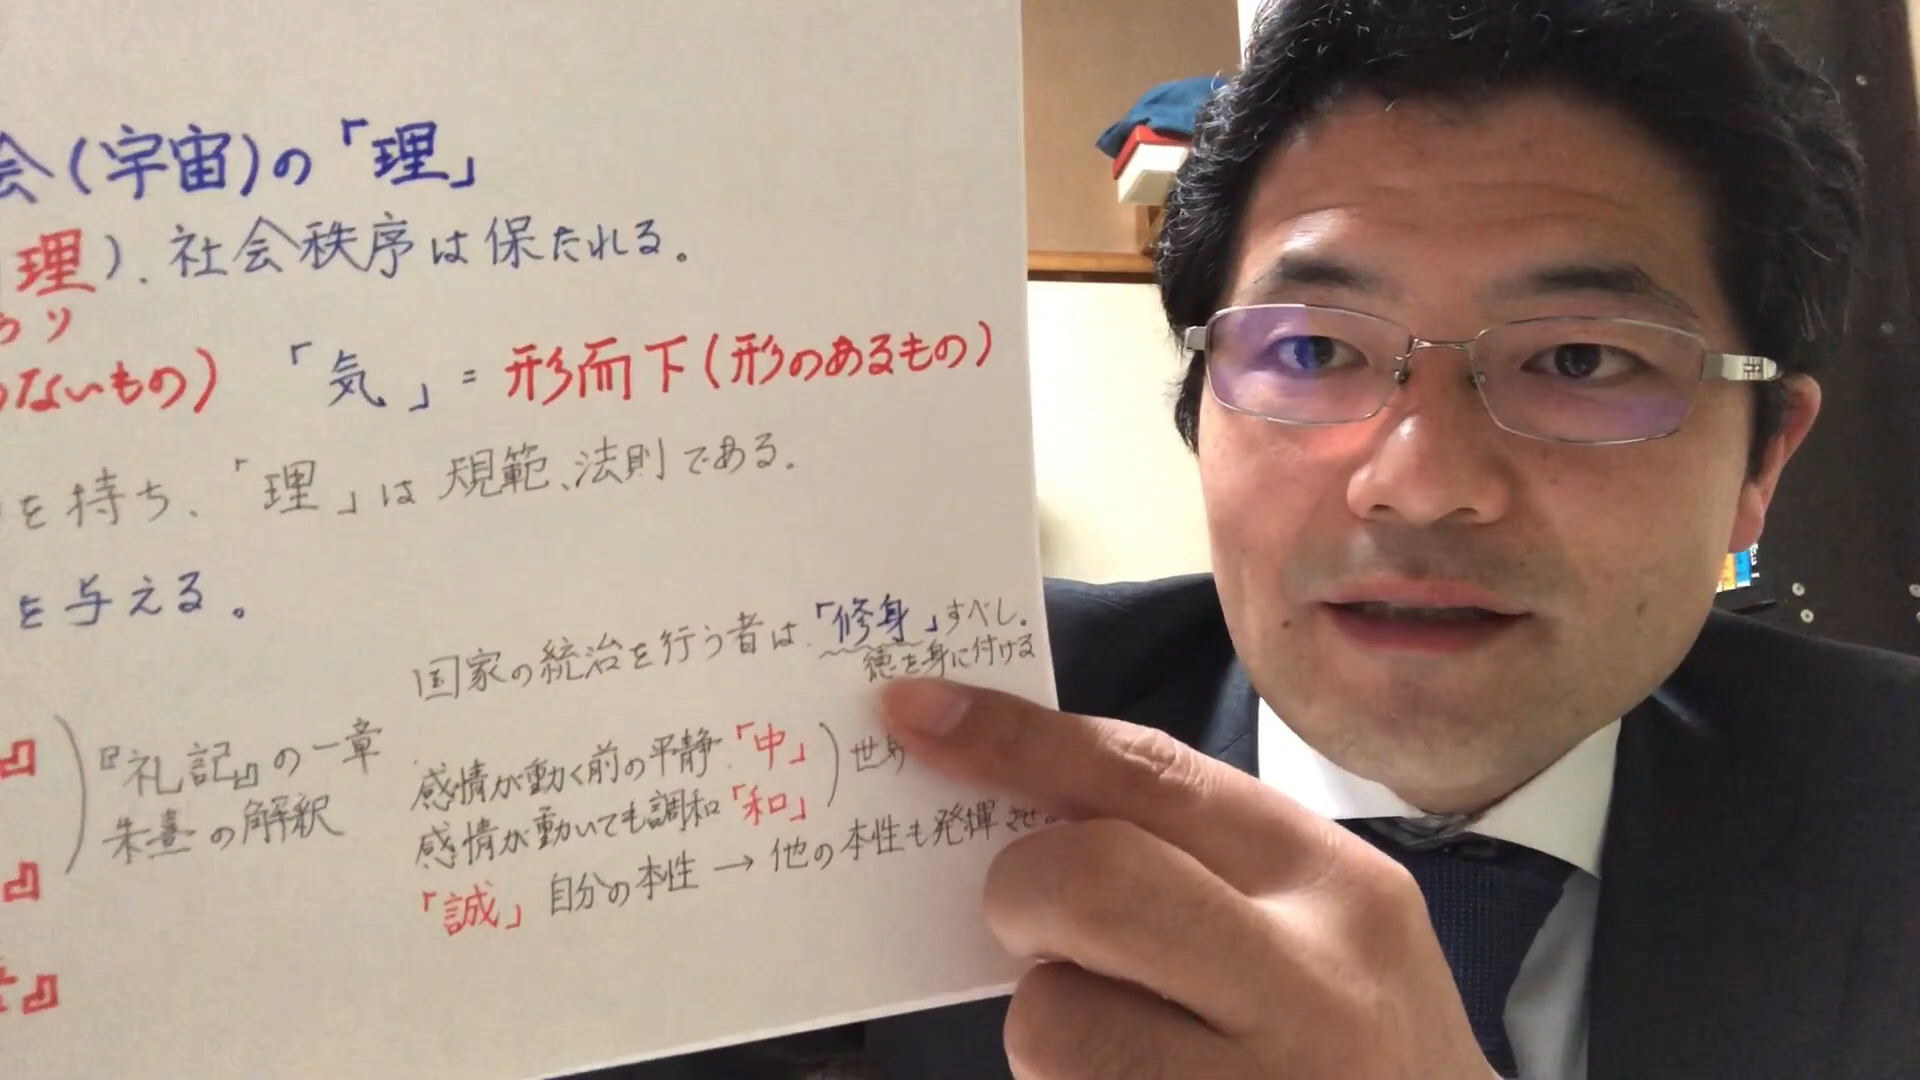 会(宇宙)の「理」
理). 社会秩序は保たれる。
わり
ないもの) 「気」=形而下(形のあるもの)
を持ち、「理」は規範、法則である。
を与える。
国家の統治を行う者は「修身」すべし。
徳を身に付ける
』
『礼記』の一章
朱熹の解釈
』
』
感情が動く前の平静「中」
感情が動いても調和「和」
世界
「誠」自分の本性→他の本性も発揮させ